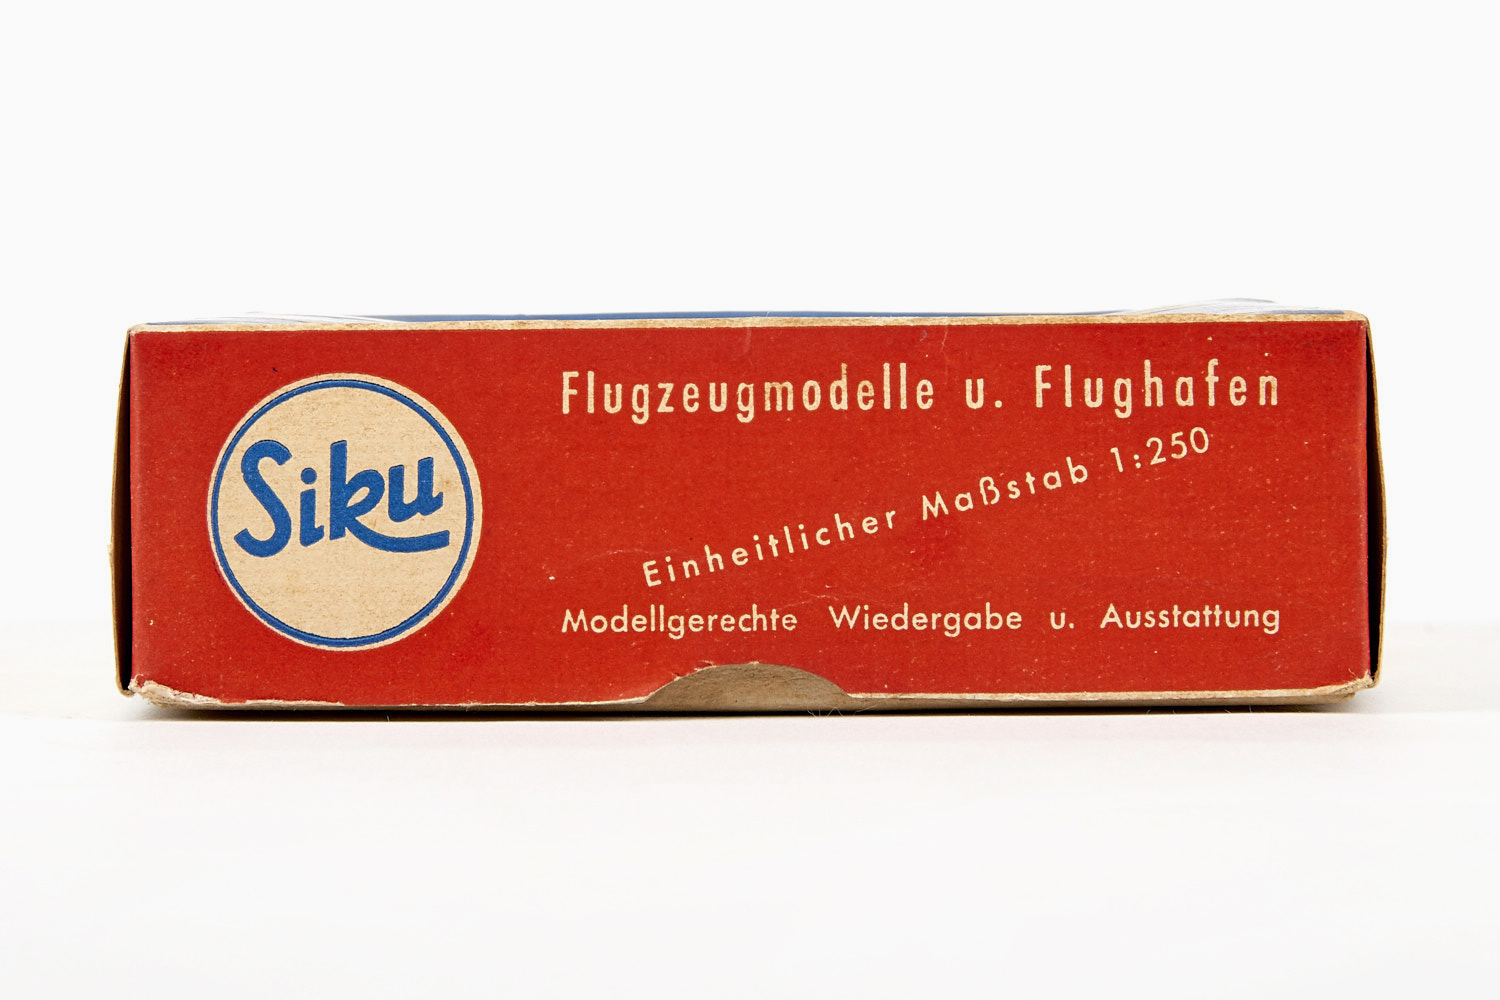 Siku
Flugzeugmodelle u. Flughafen
Einheitlicher Maßstab 1:250
Modellgerechte Wiedergabe u. Ausstattung